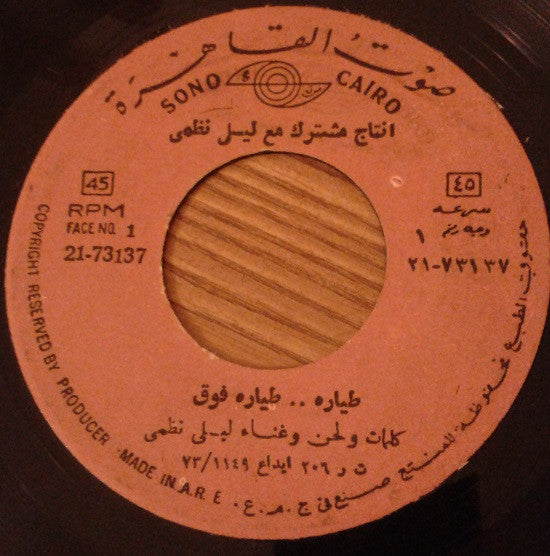 صوت القاهرة
SONO CAIRO
انتاج مشترك مع ليلى نظمى
45
RPM
FACE NO. 1
21-73137
٤٥
سرعه
وجه رقم ١
٢١-٧٣١٣٧
طياره .. طياره فوق
كلمات ولحن وغناء ليلى نظمى
ت ر ٢٠٦ ايداع ٧٣/١١٤٩
COPYRIGHT RESERVED BY PRODUCER - MADE IN A.R.E.
حقوق الطبع محفوظة للمنتج صنع فى ج.م.ع.